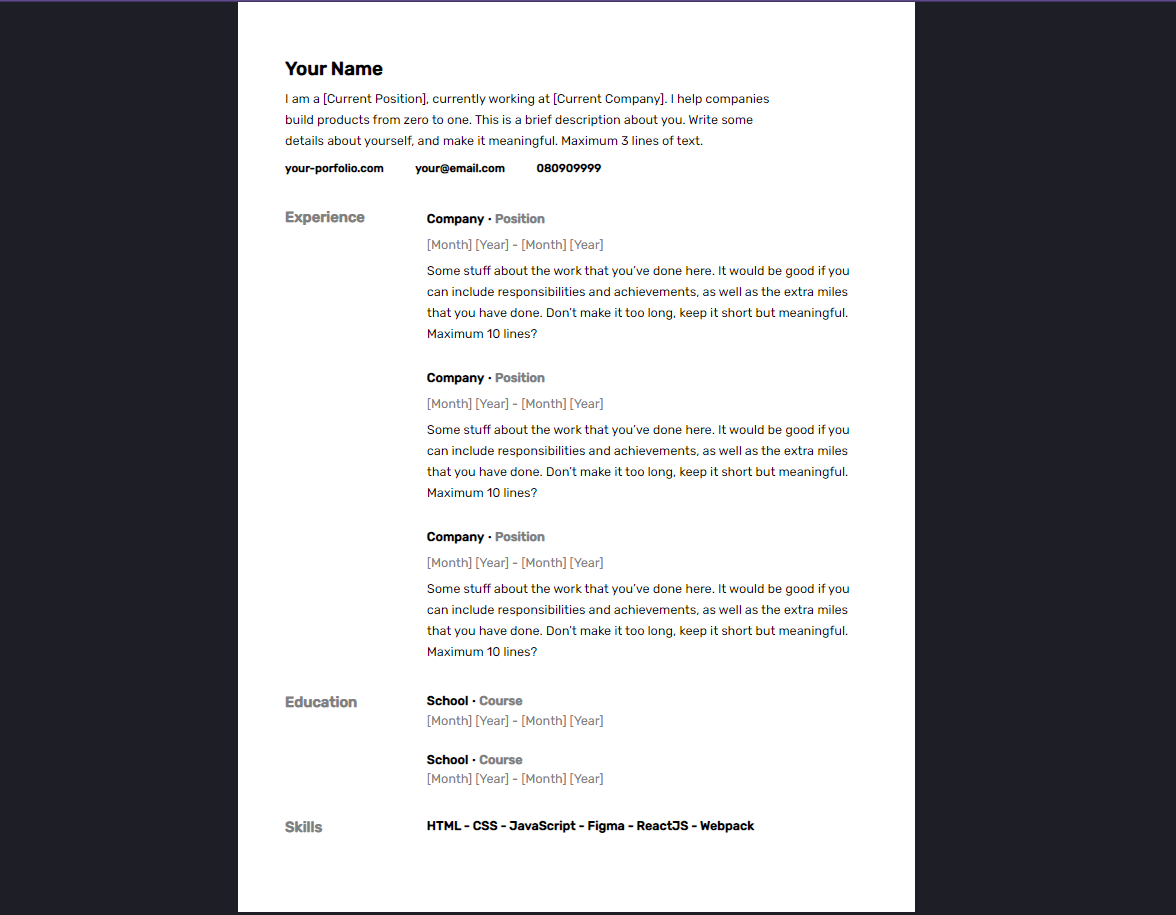 Your Name
I am a [Current Position], currently working at [Current Company]. I help companies
build products from zero to one. This is a brief description about you. Write some
details about yourself, and make it meaningful. Maximum 3 lines of text.
your-porfolio.com your@email.com 080909999
Experience
Company · Position
[Month] [Year] - [Month] [Year]
Some stuff about the work that you’ve done here. It would be good if you
can include responsibilities and achievements, as well as the extra miles
that you have done. Don’t make it too long, keep it short but meaningful.
Maximum 10 lines?
Company · Position
[Month] [Year] - [Month] [Year]
Some stuff about the work that you’ve done here. It would be good if you
can include responsibilities and achievements, as well as the extra miles
that you have done. Don’t make it too long, keep it short but meaningful.
Maximum 10 lines?
Company · Position
[Month] [Year] - [Month] [Year]
Some stuff about the work that you’ve done here. It would be good if you
can include responsibilities and achievements, as well as the extra miles
that you have done. Don’t make it too long, keep it short but meaningful.
Maximum 10 lines?
Education
School · Course
[Month] [Year] - [Month] [Year]
School · Course
[Month] [Year] - [Month] [Year]
Skills
HTML - CSS - JavaScript - Figma - ReactJS - Webpack